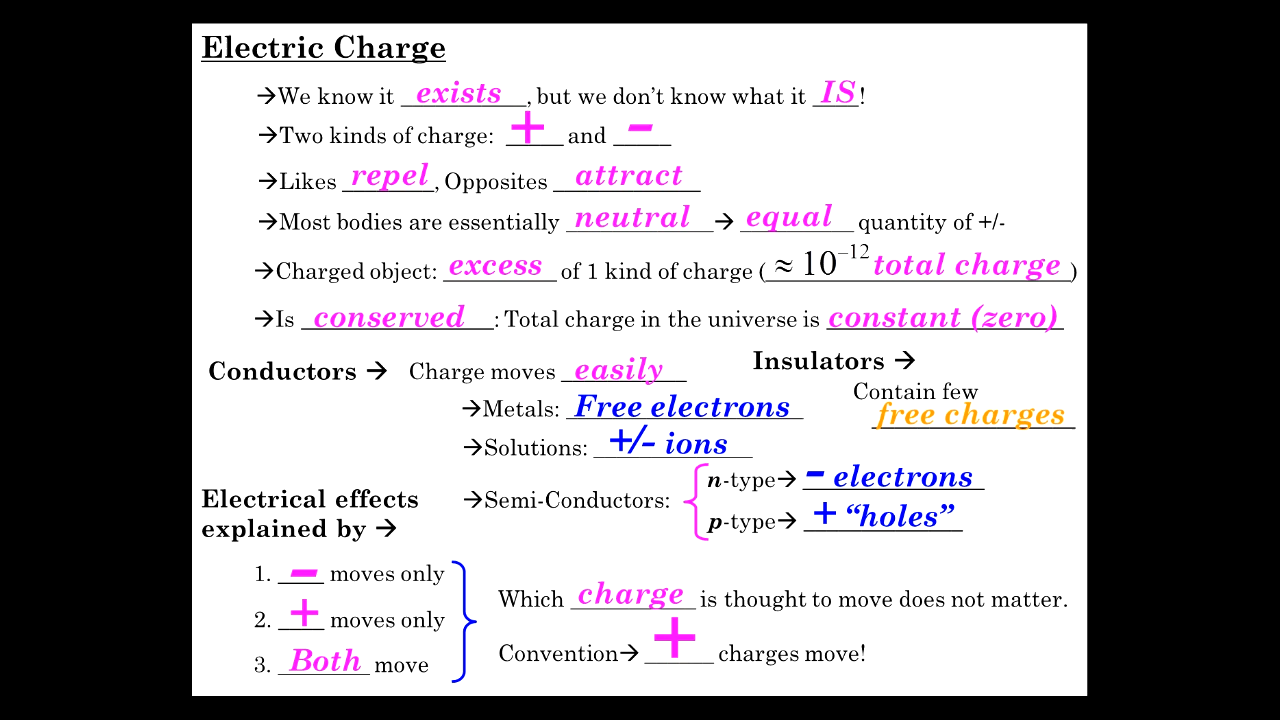 Electric Charge
→We know it exists, but we don't know what it IS!
→Two kinds of charge: + and -
→Likes repel, Opposites attract
→Most bodies are essentially neutral → equal quantity of +/-
→Charged object: excess of 1 kind of charge (≈ 10⁻¹² total charge)
→Is conserved: Total charge in the universe is constant (zero)
Conductors → Charge moves easily
→Metals: Free electrons
→Solutions: +/- ions
→Semi-Conductors:
n-type→ - electrons
p-type→ + “holes”
Insulators →
Contain few
free charges
Electrical effects
explained by →
1. - moves only
2. + moves only
3. Both move
Which charge is thought to move does not matter.
Convention→ + charges move!